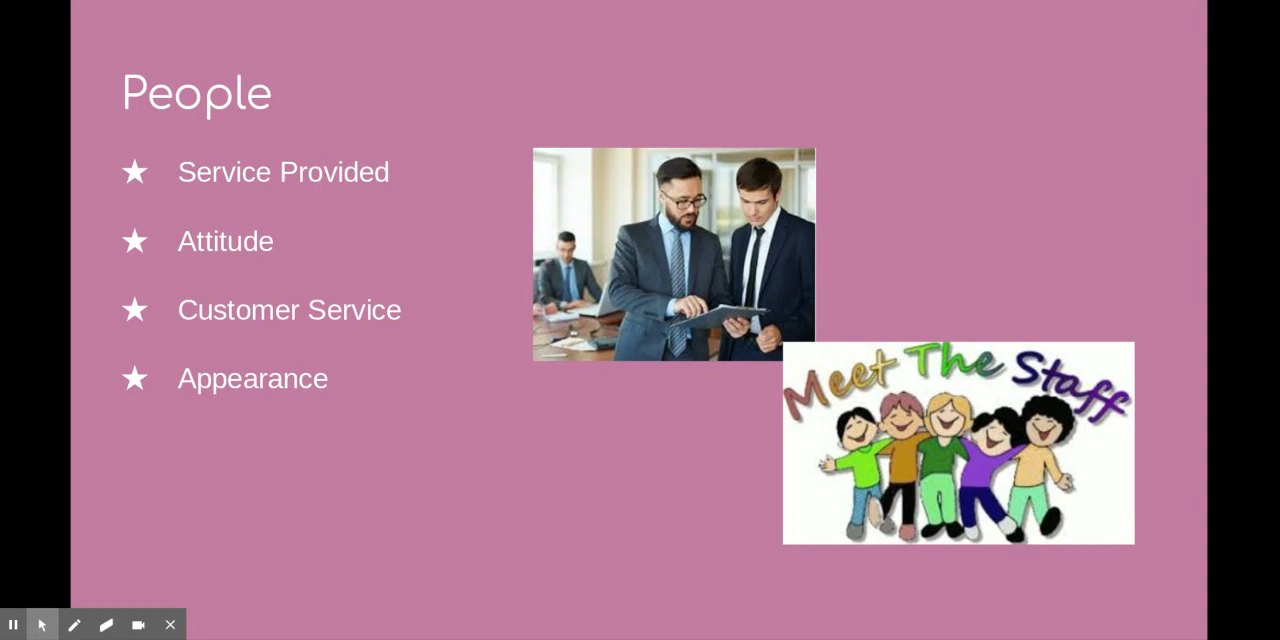 People
★ Service Provided
★ Attitude
★ Customer Service
★ Appearance
Meet The Staff